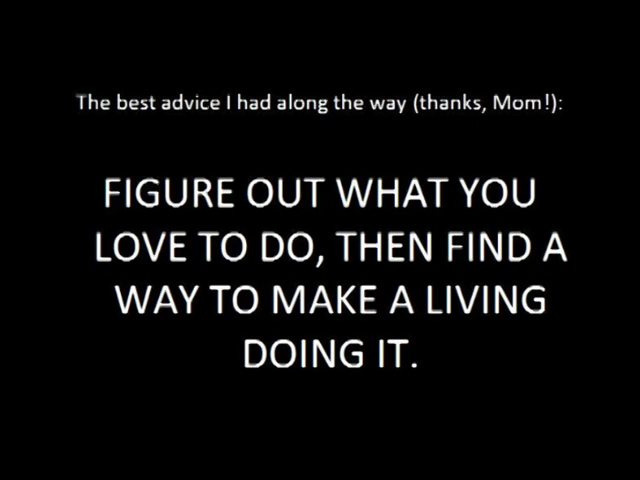 The best advice I had along the way (thanks, Mom!):
FIGURE OUT WHAT YOU
LOVE TO DO, THEN FIND A
WAY TO MAKE A LIVING
DOING IT.